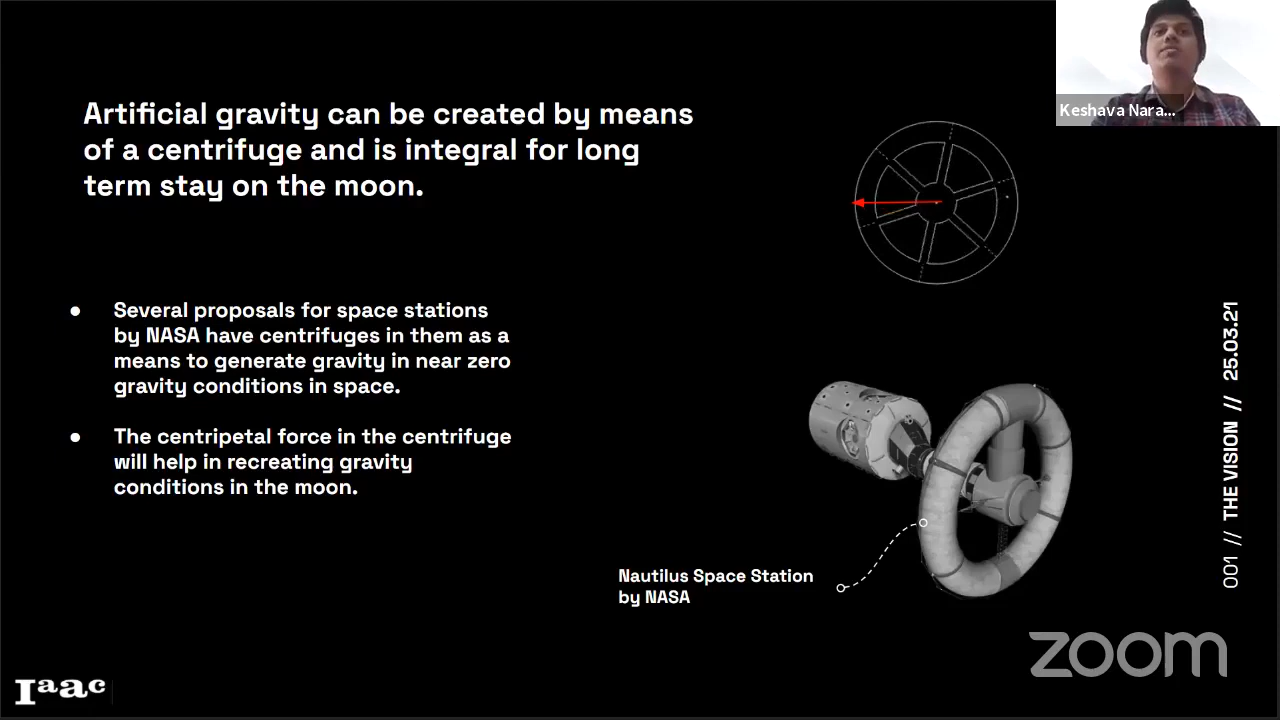 Artificial gravity can be created by means
of a centrifuge and is integral for long
term stay on the moon.
Keshava Nara...
● Several proposals for space stations
by NASA have centrifuges in them as a
means to generate gravity in near zero
gravity conditions in space.
● The centripetal force in the centrifuge
will help in recreating gravity
conditions in the moon.
Nautilus Space Station
by NASA
001 // THE VISION // 25.03.21
zoom
Iaac